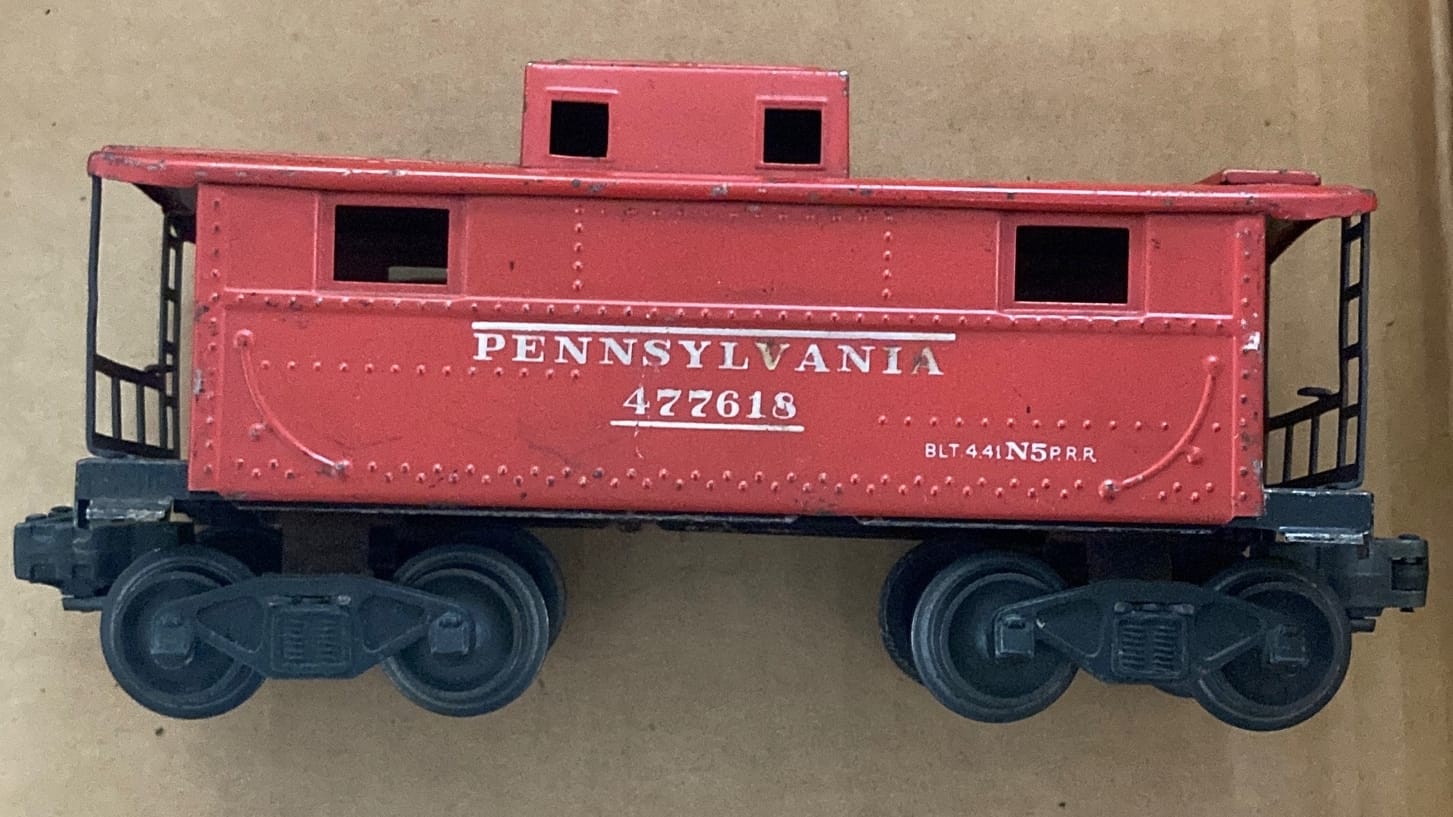 PENNSYLVANIA
477618
BLT. 4.41 N5 P.R.R